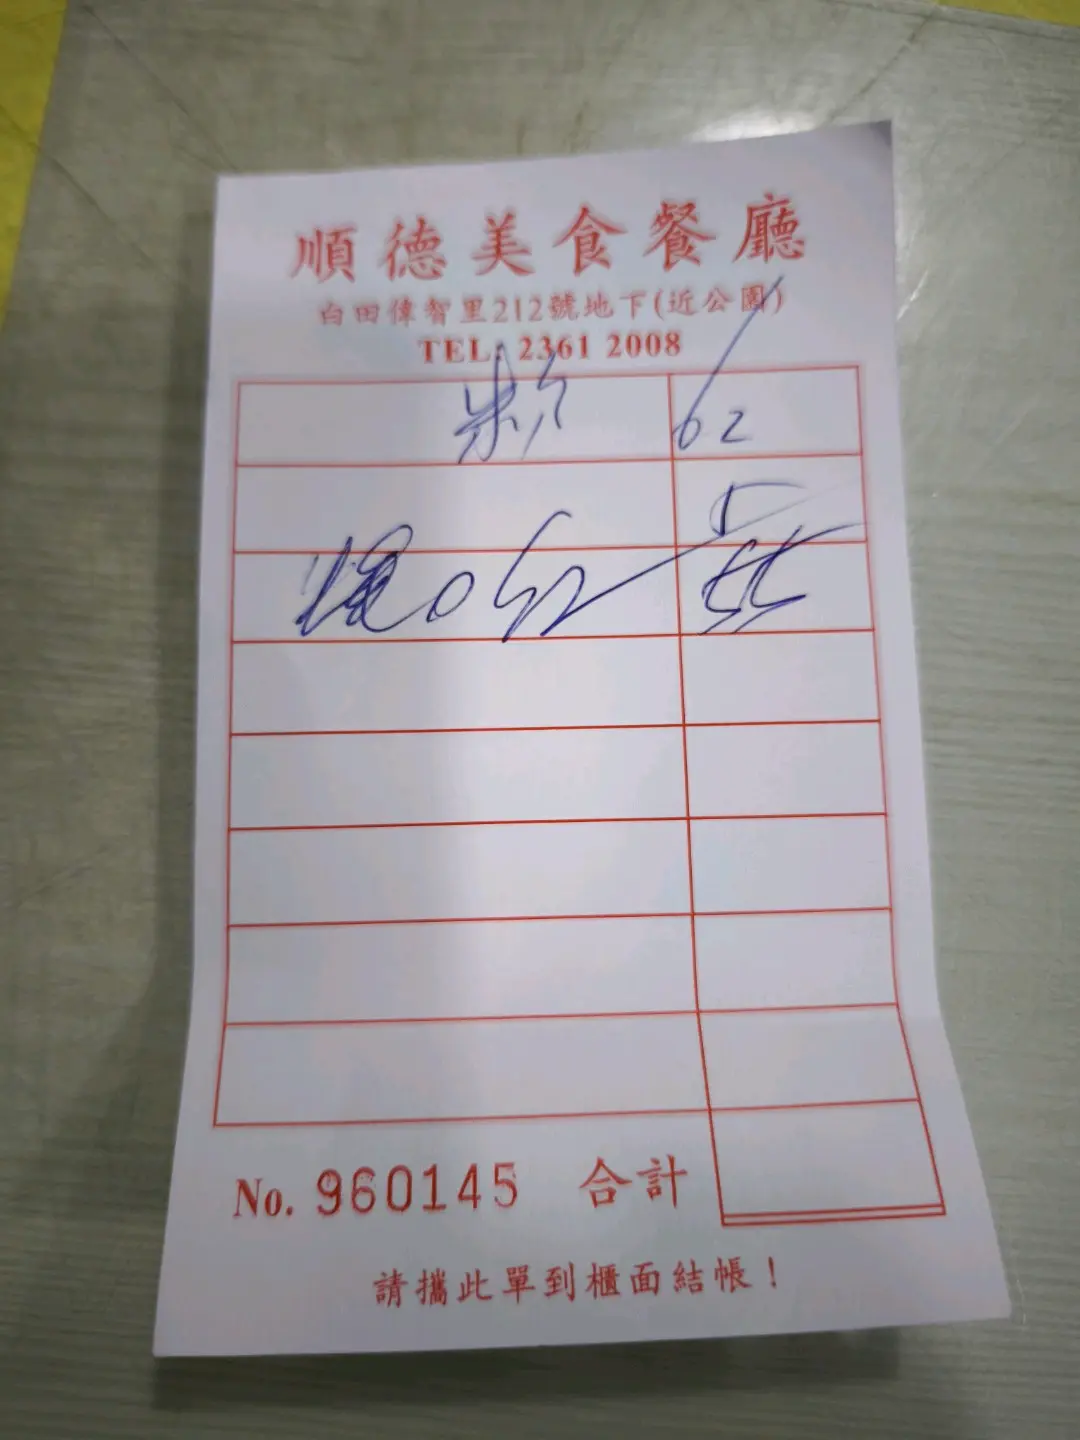 順德美食餐廳
白田偉智里212號地下(近公園)
TEL: 2361 2008
62
No. 960145 合計
請攜此單到櫃面結帳！